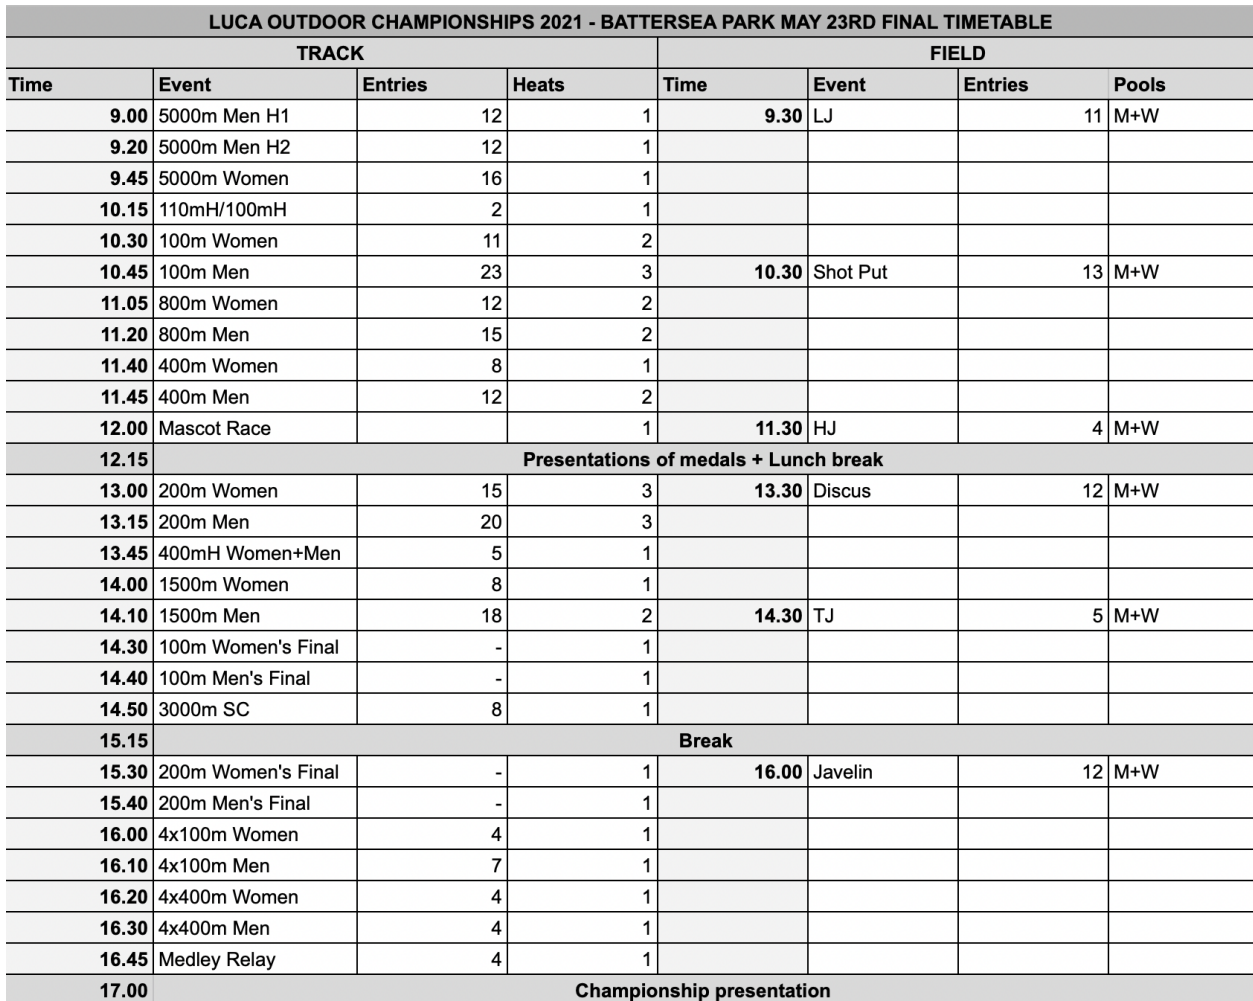 LUCA OUTDOOR CHAMPIONSHIPS 2021 - BATTERSEA PARK MAY 23RD FINAL TIMETABLE
TRACK FIELD
Time Event Entries Heats Time Event Entries Pools
9.00 5000m Men H1 12 1 9.30 LJ 11 M+W
9.20 5000m Men H2 12 1
9.45 5000m Women 16 1
10.15 110mH/100mH 2 1
10.30 100m Women 11 2
10.45 100m Men 23 3 10.30 Shot Put 13 M+W
11.05 800m Women 12 2
11.20 800m Men 15 2
11.40 400m Women 8 1
11.45 400m Men 12 2
12.00 Mascot Race 1 11.30 HJ 4 M+W
12.15 Presentations of medals + Lunch break
13.00 200m Women 15 3 13.30 Discus 12 M+W
13.15 200m Men 20 3
13.45 400mH Women+Men 5 1
14.00 1500m Women 8 1
14.10 1500m Men 18 2 14.30 TJ 5 M+W
14.30 100m Women's Final - 1
14.40 100m Men's Final - 1
14.50 3000m SC 8 1
15.15 Break
15.30 200m Women's Final - 1 16.00 Javelin 12 M+W
15.40 200m Men's Final - 1
16.00 4x100m Women 4 1
16.10 4x100m Men 7 1
16.20 4x400m Women 4 1
16.30 4x400m Men 4 1
16.45 Medley Relay 4 1
17.00 Championship presentation